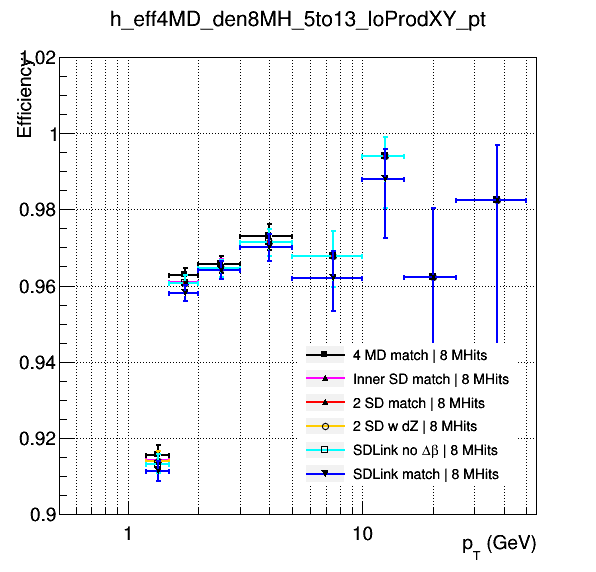 h_eff4MD_den8MH_5to13_loProdXY_pt
Efficiency
1.02
1
0.98
0.96
0.94
0.92
0.9
4 MD match | 8 MHits
Inner SD match | 8 MHits
2 SD match | 8 MHits
2 SD w dZ | 8 MHits
SDLink no Δβ | 8 MHits
SDLink match | 8 MHits
1
10
p_T (GeV)